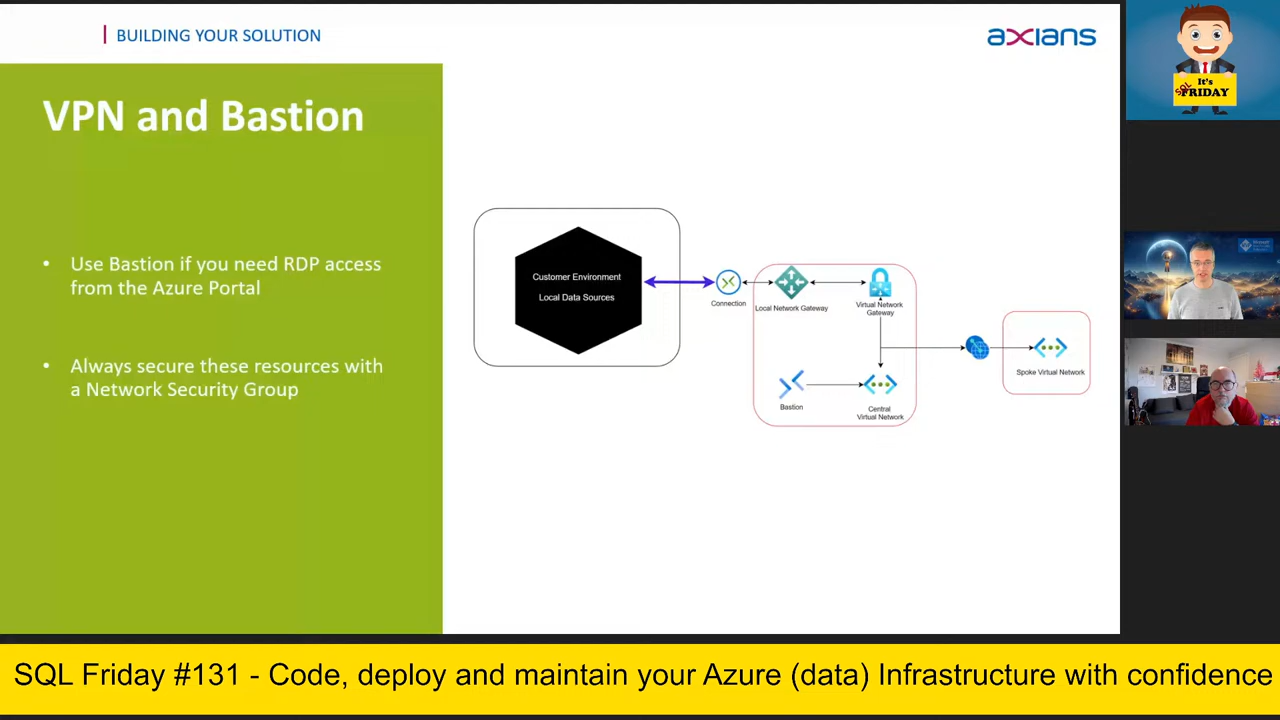 BUILDING YOUR SOLUTION
axians
It's
SQL
FRIDAY
VPN and Bastion
• Use Bastion if you need RDP access
from the Azure Portal
• Always secure these resources with
a Network Security Group
Customer Environment
Local Data Sources
Connection
Local Network Gateway
Virtual Network
Gateway
Bastion
Central
Virtual Network
Spoke Virtual Network
SQL Friday #131 - Code, deploy and maintain your Azure (data) Infrastructure with confidence